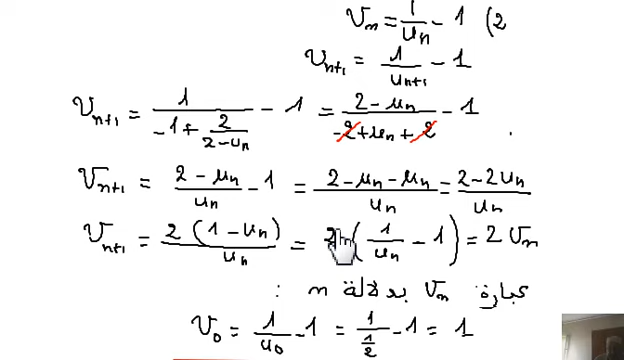 (2 Vₙ = 1/uₙ - 1
Vₙ₊₁ = 1/uₙ₊₁ - 1
Vₙ₊₁ = 1/(-1 + 2/(2-uₙ)) - 1 = (2-uₙ)/(-2+uₙ+2) - 1
Vₙ₊₁ = (2-uₙ)/uₙ - 1 = (2-uₙ-uₙ)/uₙ = (2-2uₙ)/uₙ
Vₙ₊₁ = 2(1-uₙ)/uₙ = 2(1/uₙ - 1) = 2Vₙ
عبارة Vₙ بدلالة n :
V₀ = 1/u₀ - 1 = 1/(1/2) - 1 = 1